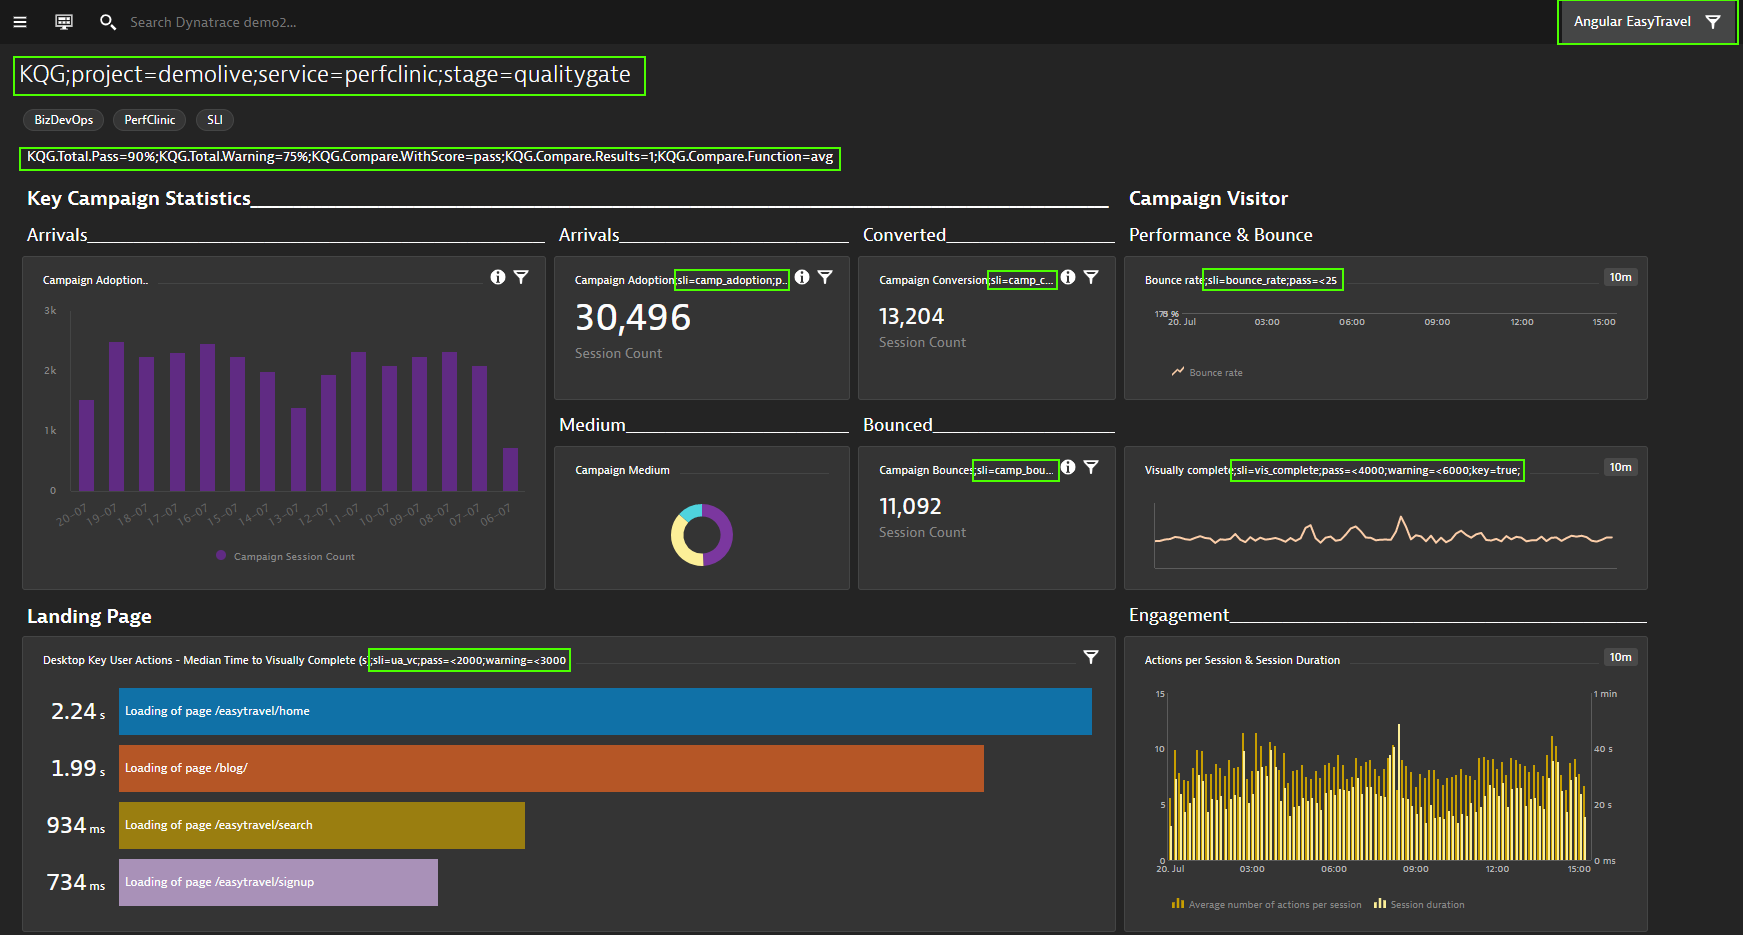 Search Dynatrace demo2...
Angular EasyTravel
KQG;project=demolive;service=perfclinic;stage=qualitygate
BizDevOps PerfClinic SLI
KQG.Total.Pass=90%;KQG.Total.Warning=75%;KQG.Compare.WithScore=pass;KQG.Compare.Results=1;KQG.Compare.Function=avg
Key Campaign Statistics
Campaign Visitor
Arrivals
Arrivals
Converted
Performance & Bounce
Campaign Adoption..
3k
2k
1k
0
20-07 19-07 18-07 17-07 16-07 15-07 14-07 13-07 12-07 11-07 10-07 09-07 08-07 07-07 06-07
Campaign Session Count
Campaign Adoption;sli=camp_adoption;p..
30,496
Session Count
Campaign Conversion;sli=camp_c...
13,204
Session Count
Bounce rate;sli=bounce_rate;pass=<25
10m
20. Jul 03:00 06:00 09:00 12:00 15:00
Bounce rate
Medium
Bounced
Campaign Medium
Campaign Bounces;sli=camp_bou...
11,092
Session Count
Visually complete;sli=vis_complete;pass=<4000;warning=<6000;key=true;
10m
Landing Page
Engagement
Desktop Key User Actions - Median Time to Visually Complete (s);sli=ua_vc;pass=<2000;warning=<3000
2.24 s Loading of page /easytravel/home
1.99 s Loading of page /blog/
934 ms Loading of page /easytravel/search
734 ms Loading of page /easytravel/signup
Actions per Session & Session Duration
10m
15 1 min
10 40 s
5 20 s
0 0 ms
20. Jul 03:00 06:00 09:00 12:00 15:00
Average number of actions per session Session duration